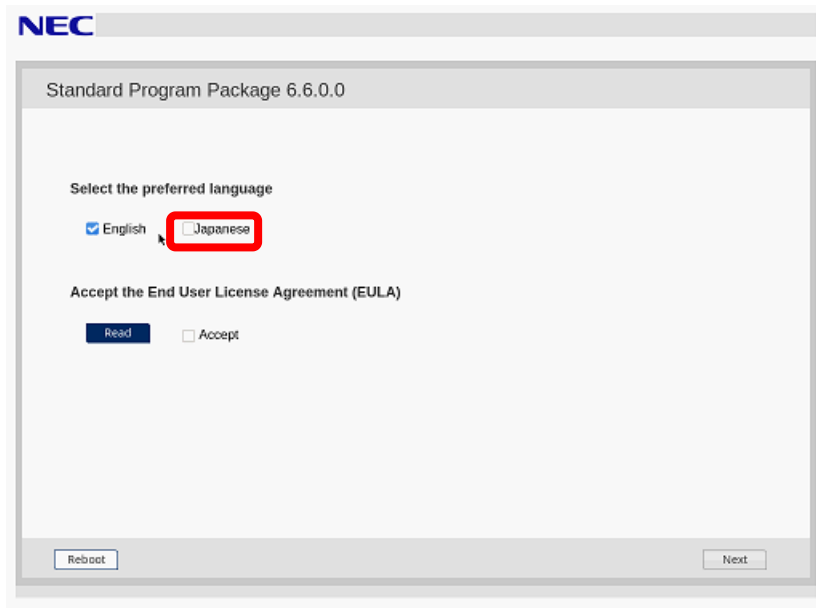 NEC
Standard Program Package 6.6.0.0
Select the preferred language
English Japanese
Accept the End User License Agreement (EULA)
Read Accept
Reboot Next